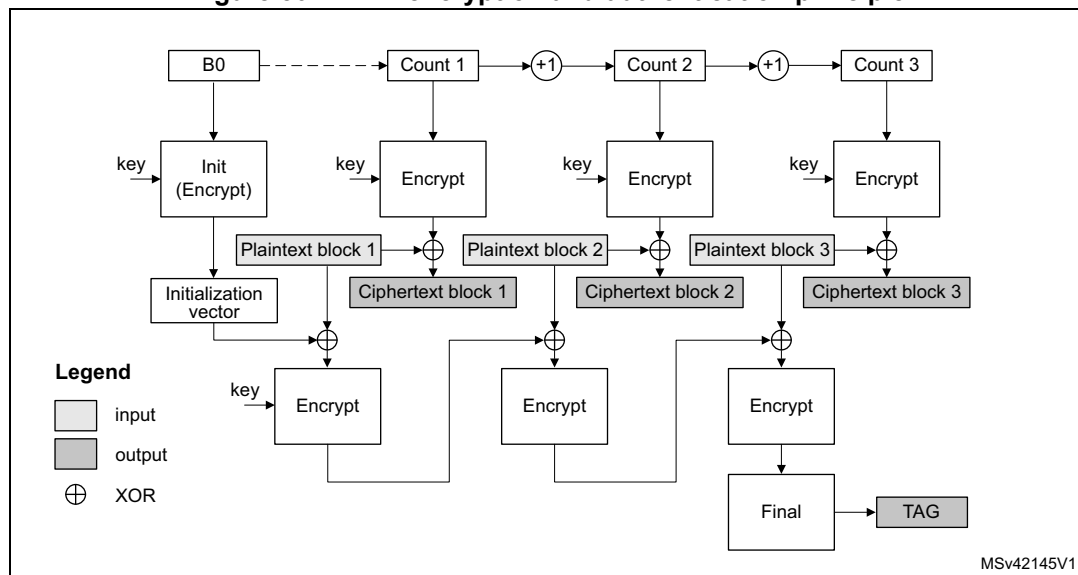 B0
Count 1
+1
Count 2
+1
Count 3
key
Init
(Encrypt)
key
Encrypt
key
Encrypt
key
Encrypt
Plaintext block 1
Plaintext block 2
Plaintext block 3
Ciphertext block 1
Ciphertext block 2
Ciphertext block 3
Initialization
vector
Legend
input
output
XOR
key
Encrypt
Encrypt
Encrypt
Final
TAG
MSv42145V1